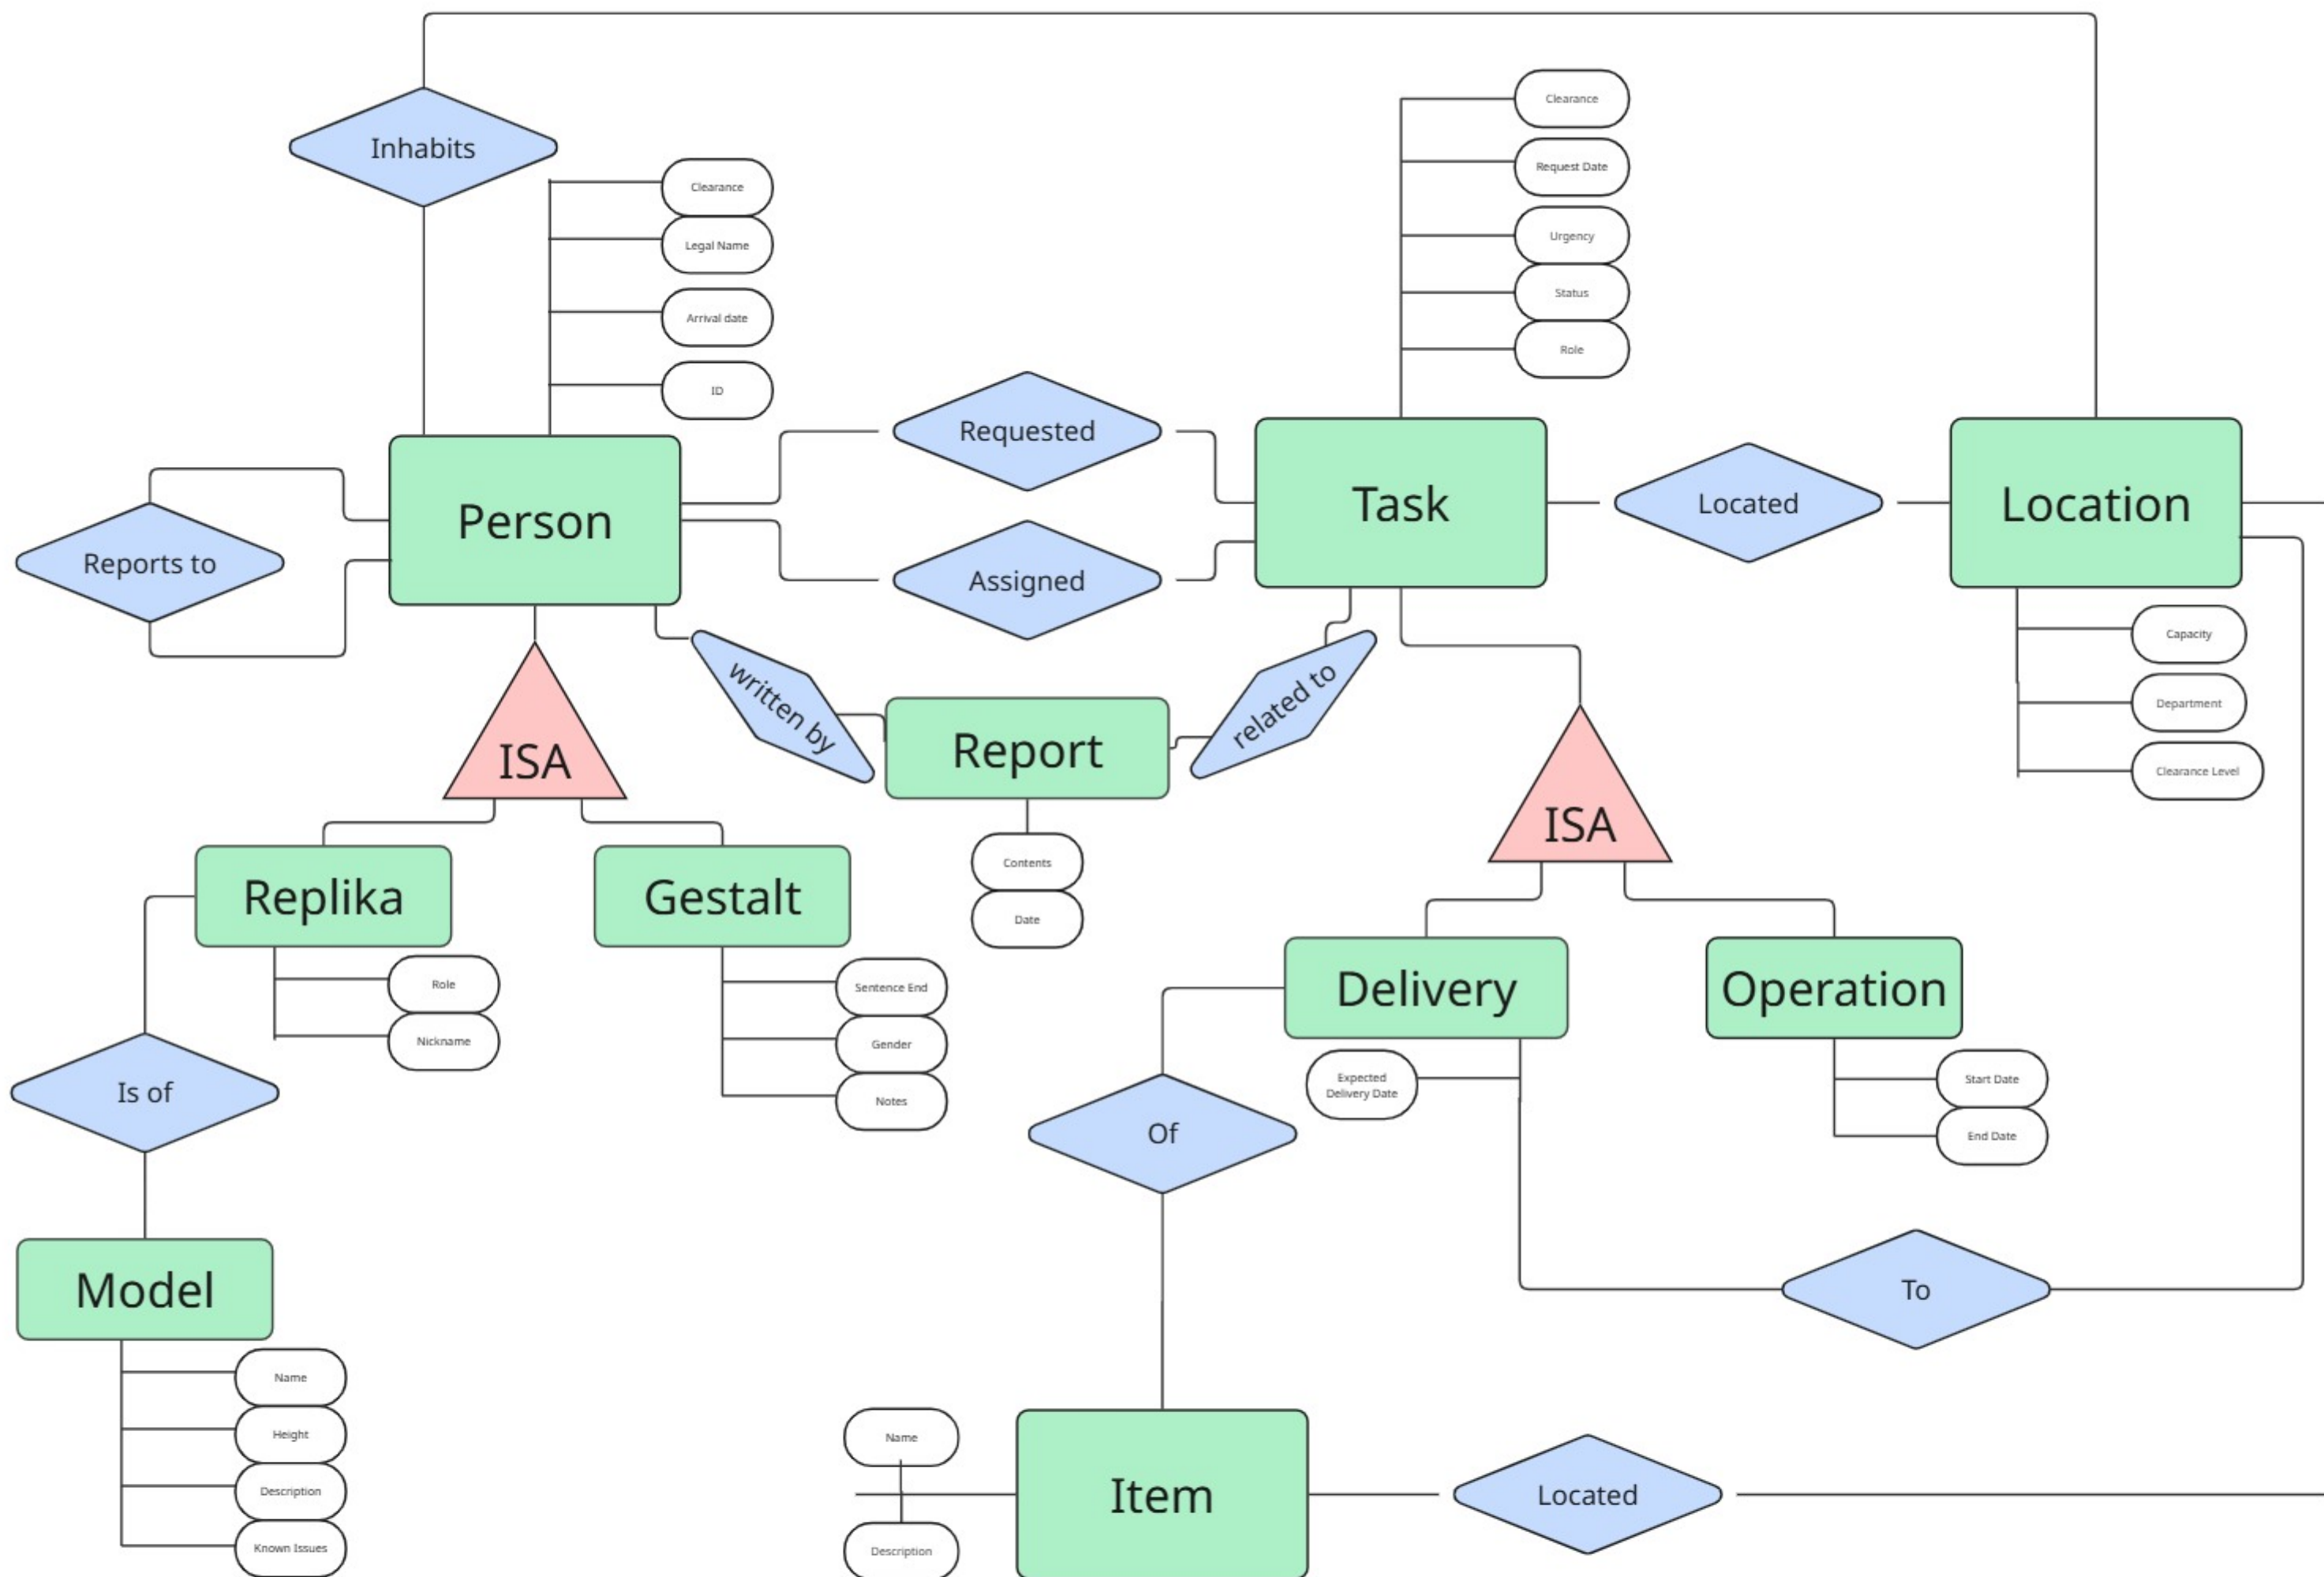 Inhabits
Clearance
Legal Name
Arrival date
ID
Clearance
Request Date
Urgency
Status
Role
Requested
Person
Reports to
Assigned
Task
Located
Location
Capacity
Department
Clearance Level
written by
Report
related to
Contents
Date
ISA
Replika
Gestalt
Role
Nickname
Sentence End
Gender
Notes
ISA
Delivery
Operation
Expected
Delivery Date
Start Date
End Date
Is of
Of
To
Model
Name
Height
Description
Known Issues
Name
Description
Item
Located